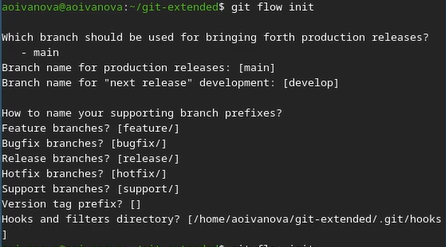 aoivanova@aoivanova:~/git-extended$ git flow init
Which branch should be used for bringing forth production releases?
- main
Branch name for production releases: [main]
Branch name for "next release" development: [develop]
How to name your supporting branch prefixes?
Feature branches? [feature/]
Bugfix branches? [bugfix/]
Release branches? [release/]
Hotfix branches? [hotfix/]
Support branches? [support/]
Version tag prefix? []
Hooks and filters directory? [/home/aoivanova/git-extended/.git/hooks
]